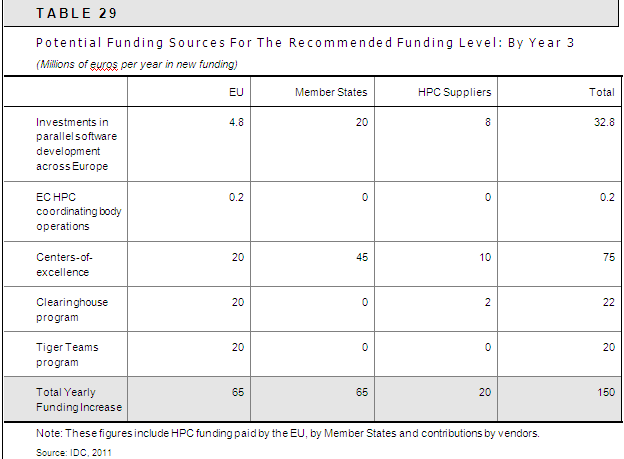 TABLE 29
Potential Funding Sources For The Recommended Funding Level: By Year 3
(Millions of euros per year in new funding)
EU Member States HPC Suppliers Total
Investments in 4.8 20 8 32.8
parallel software
development
across Europe
EC HPC 0.2 0 0 0.2
coordinating body
operations
Centers-of- 20 45 10 75
excellence
Clearinghouse 20 0 2 22
program
Tiger Teams 20 0 0 20
program
Total Yearly 65 65 20 150
Funding Increase
Note: These figures include HPC funding paid by the EU, by Member States and contributions by vendors.
Source: IDC, 2011